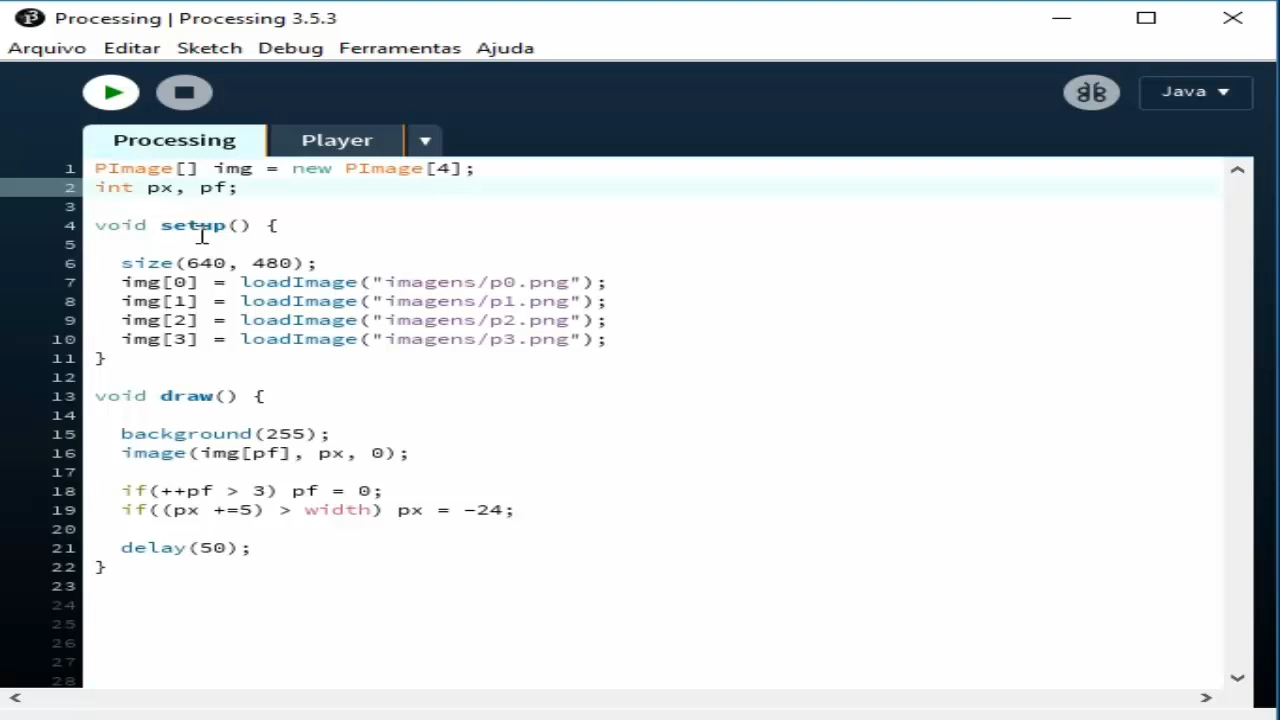 Processing | Processing 3.5.3
Arquivo Editar Sketch Debug Ferramentas Ajuda
Java
Processing Player
1 PImage[] img = new PImage[4];
2 int px, pf;
3
4 void setup() {
5
6 size(640, 480);
7 img[0] = loadImage("imagens/p0.png");
8 img[1] = loadImage("imagens/p1.png");
9 img[2] = loadImage("imagens/p2.png");
10 img[3] = loadImage("imagens/p3.png");
11 }
12
13 void draw() {
14
15 background(255);
16 image(img[pf], px, 0);
17
18 if(++pf > 3) pf = 0;
19 if((px +=5) > width) px = -24;
20
21 delay(50);
22 }
23
24
25
26
27
28